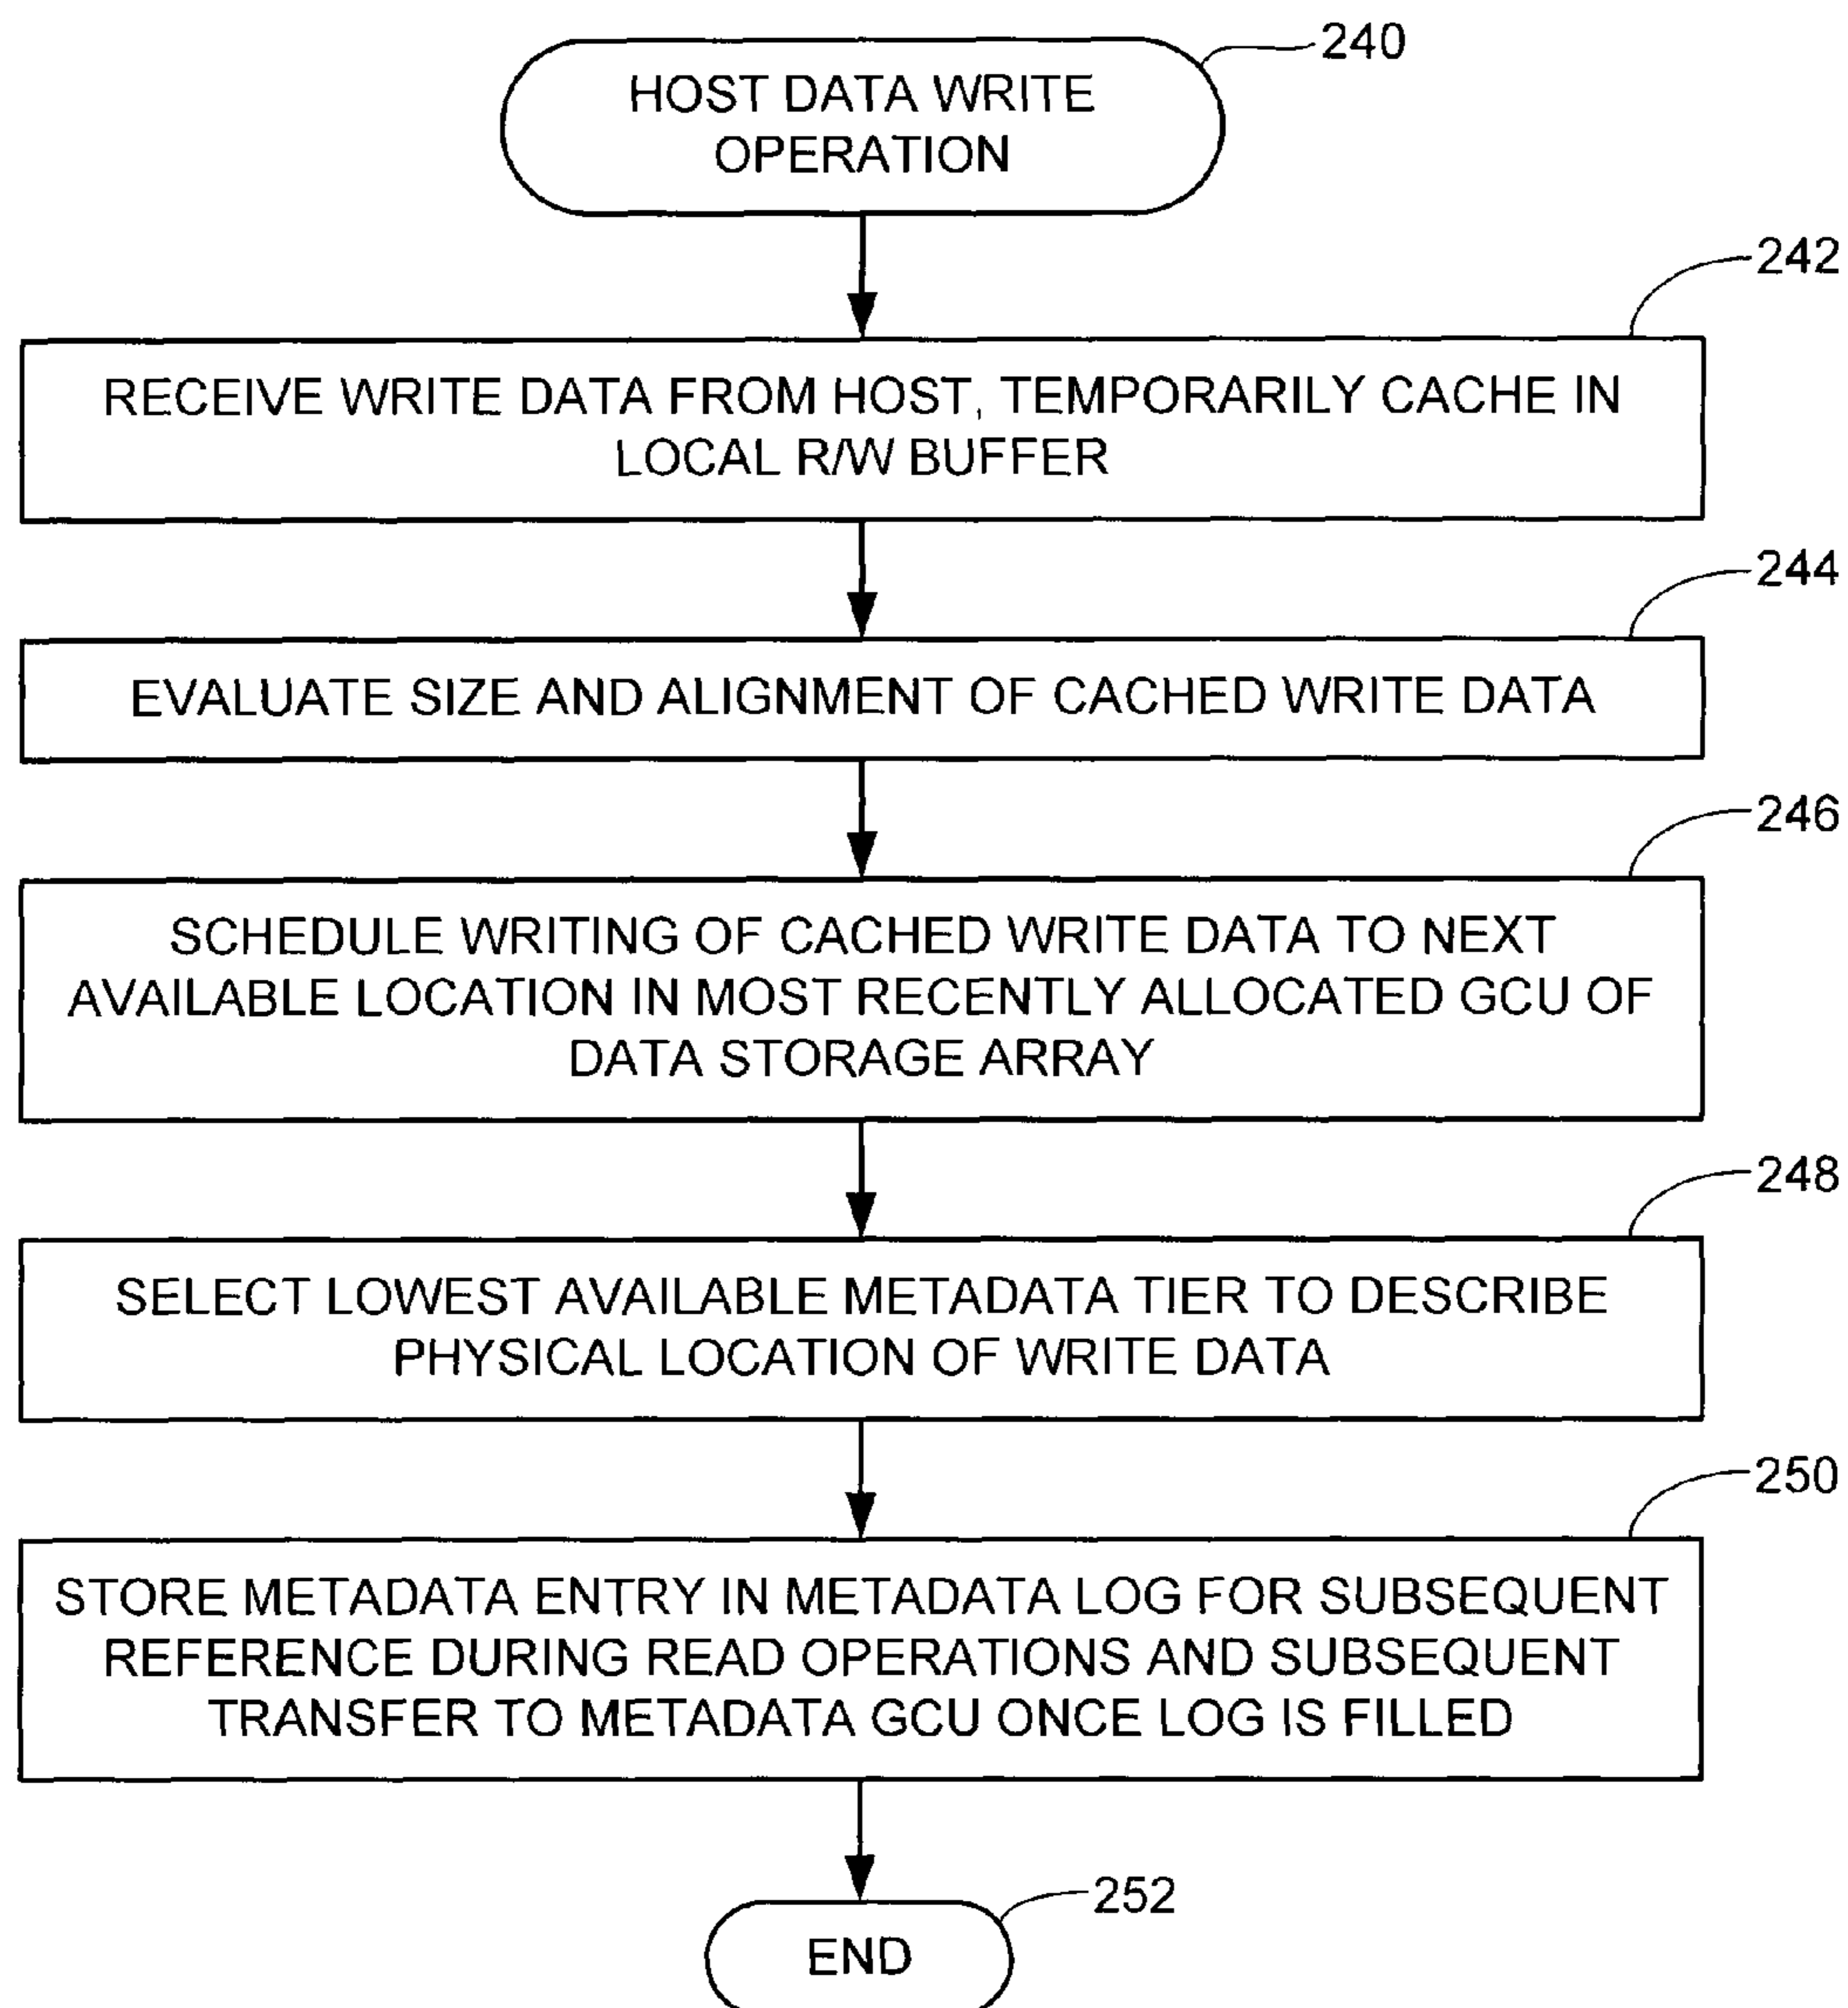 240
HOST DATA WRITE
OPERATION
242
RECEIVE WRITE DATA FROM HOST, TEMPORARILY CACHE IN
LOCAL R/W BUFFER
244
EVALUATE SIZE AND ALIGNMENT OF CACHED WRITE DATA
246
SCHEDULE WRITING OF CACHED WRITE DATA TO NEXT
AVAILABLE LOCATION IN MOST RECENTLY ALLOCATED GCU OF
DATA STORAGE ARRAY
248
SELECT LOWEST AVAILABLE METADATA TIER TO DESCRIBE
PHYSICAL LOCATION OF WRITE DATA
250
STORE METADATA ENTRY IN METADATA LOG FOR SUBSEQUENT
REFERENCE DURING READ OPERATIONS AND SUBSEQUENT
TRANSFER TO METADATA GCU ONCE LOG IS FILLED
252
END